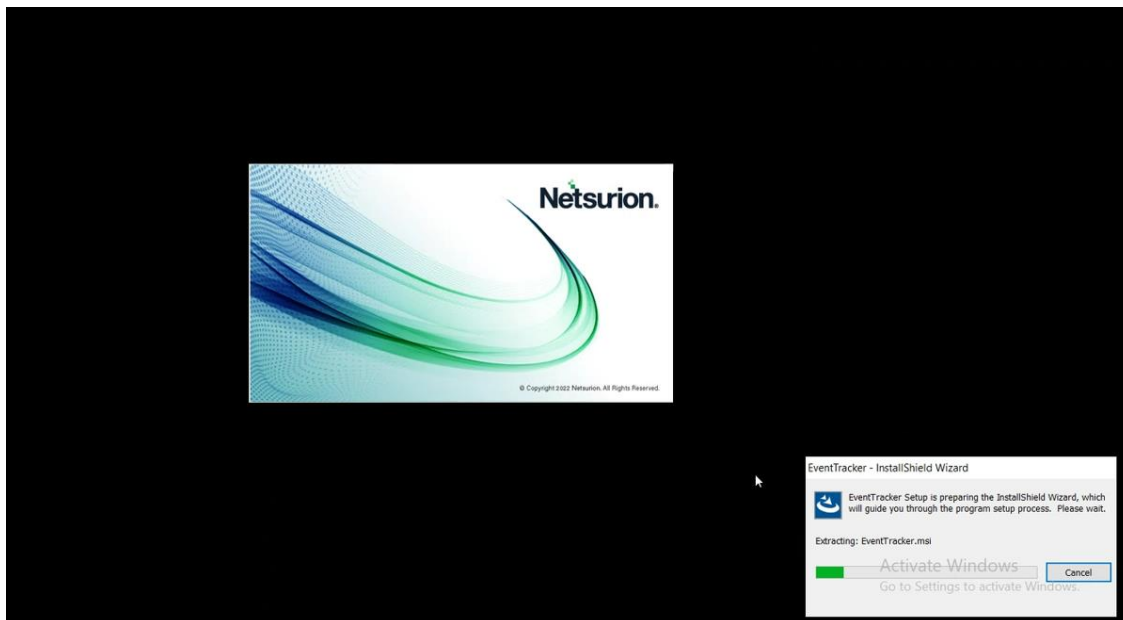 Netsurion.
© Copyright 2022 Netsurion. All Rights Reserved.
EventTracker - InstallShield Wizard
EventTracker Setup is preparing the InstallShield Wizard, which
will guide you through the program setup process. Please wait.
Extracting: EventTracker.msi
Activate Windows
Cancel
Go to Settings to activate Windows.